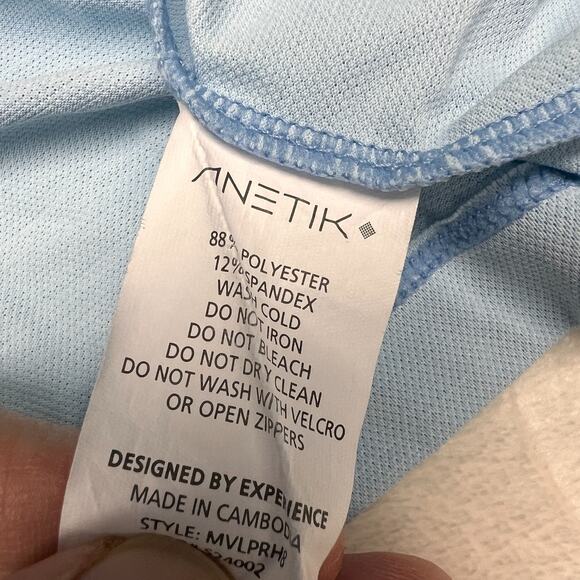 ANETIK
88% POLYESTER
12% SPANDEX
WASH COLD
DO NOT IRON
DO NOT BLEACH
DO NOT DRY CLEAN
DO NOT WASH WITH VELCRO
OR OPEN ZIPPERS
DESIGNED BY EXPERIENCE
MADE IN CAMBODIA
STYLE: MVLPRH8